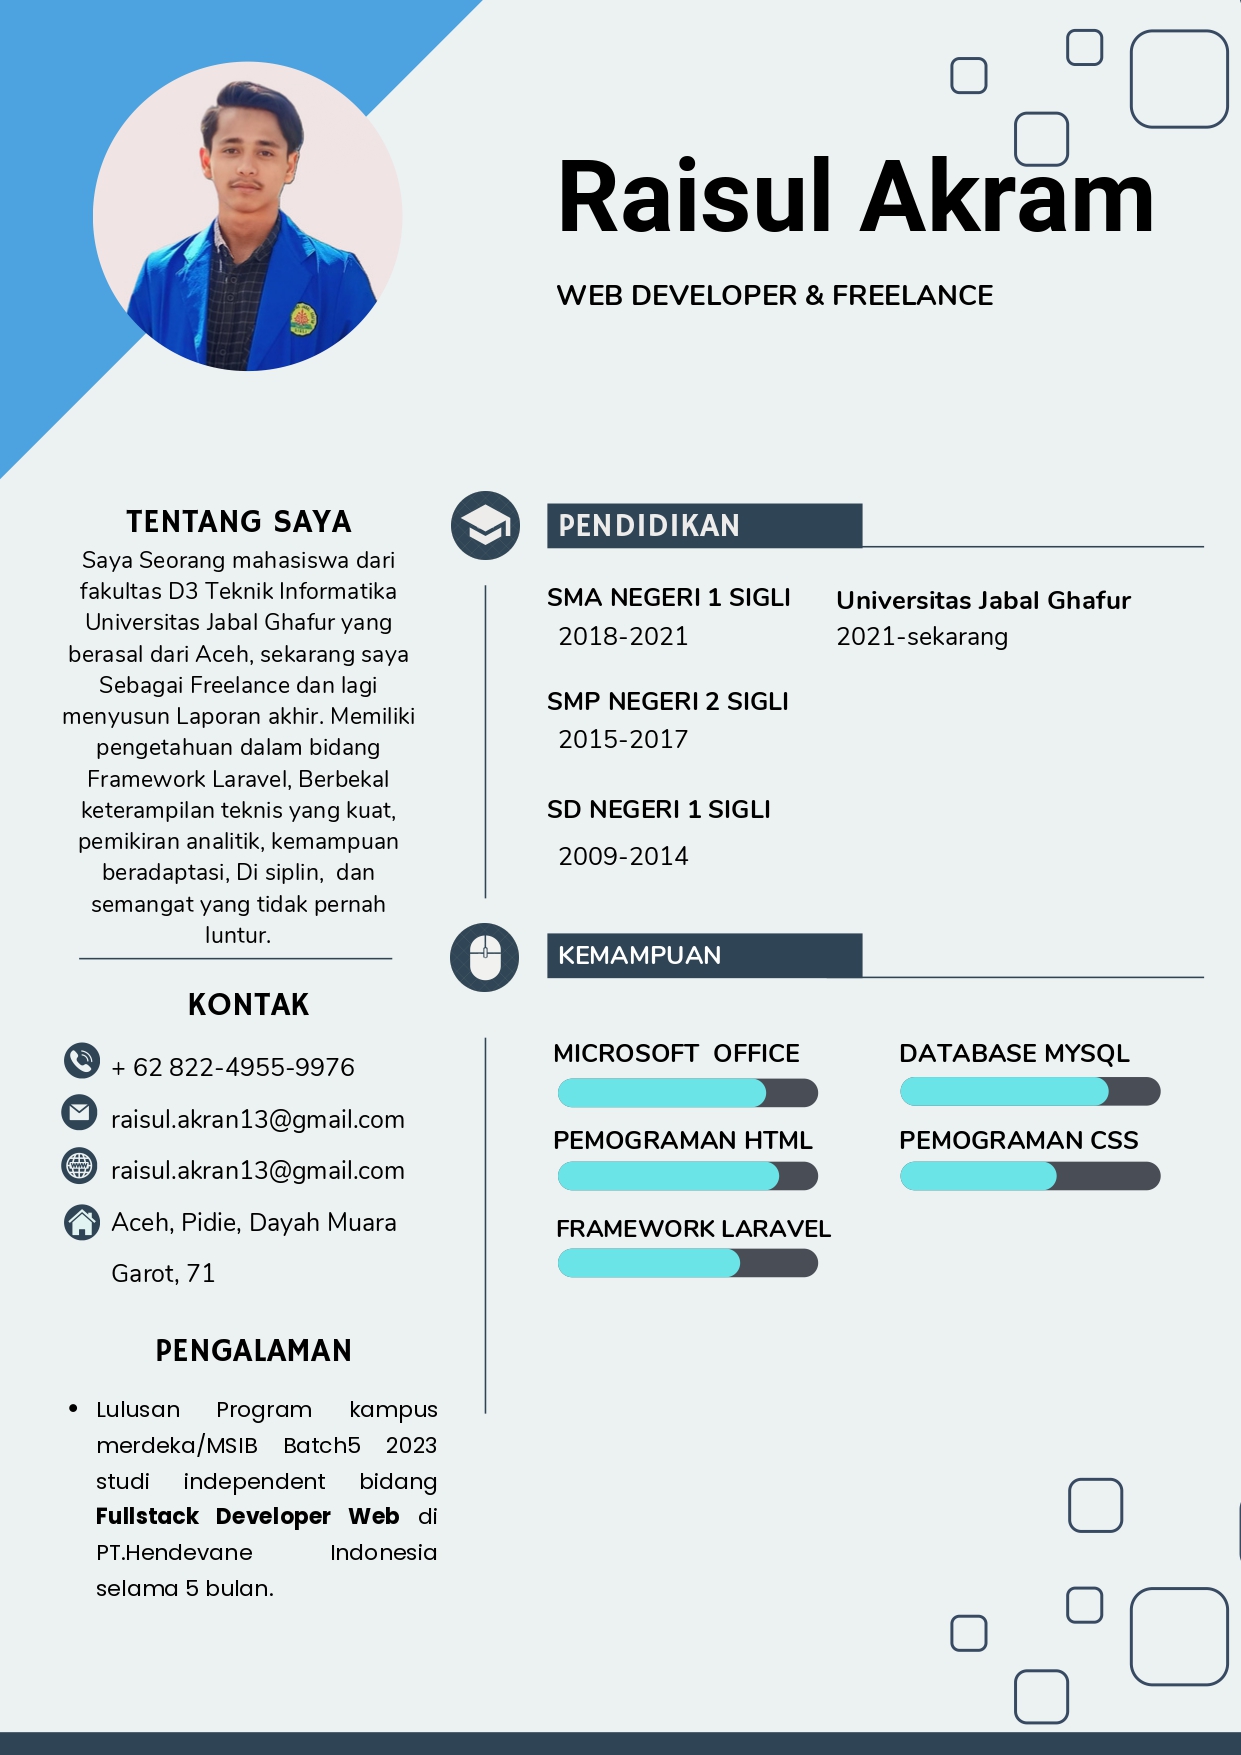 Raisul Akram
WEB DEVELOPER & FREELANCE
TENTANG SAYA
Saya Seorang mahasiswa dari
fakultas D3 Teknik Informatika
Universitas Jabal Ghafur yang
berasal dari Aceh, sekarang saya
Sebagai Freelance dan lagi
menyusun Laporan akhir. Memiliki
pengetahuan dalam bidang
Framework Laravel, Berbekal
keterampilan teknis yang kuat,
pemikiran analitik, kemampuan
beradaptasi, Di siplin,  dan
semangat yang tidak pernah
luntur.
KONTAK
+ 62 822-4955-9976
raisul.akran13@gmail.com
raisul.akran13@gmail.com
Aceh, Pidie, Dayah Muara
Garot, 71
PENGALAMAN
• Lulusan Program kampus
merdeka/MSIB Batch5 2023
studi independent bidang
Fullstack Developer Web di
PT.Hendevane Indonesia
selama 5 bulan.
PENDIDIKAN
SMA NEGERI 1 SIGLI
2018-2021
Universitas Jabal Ghafur
2021-sekarang
SMP NEGERI 2 SIGLI
2015-2017
SD NEGERI 1 SIGLI
2009-2014
KEMAMPUAN
MICROSOFT  OFFICE
DATABASE MYSQL
PEMOGRAMAN HTML
PEMOGRAMAN CSS
FRAMEWORK LARAVEL